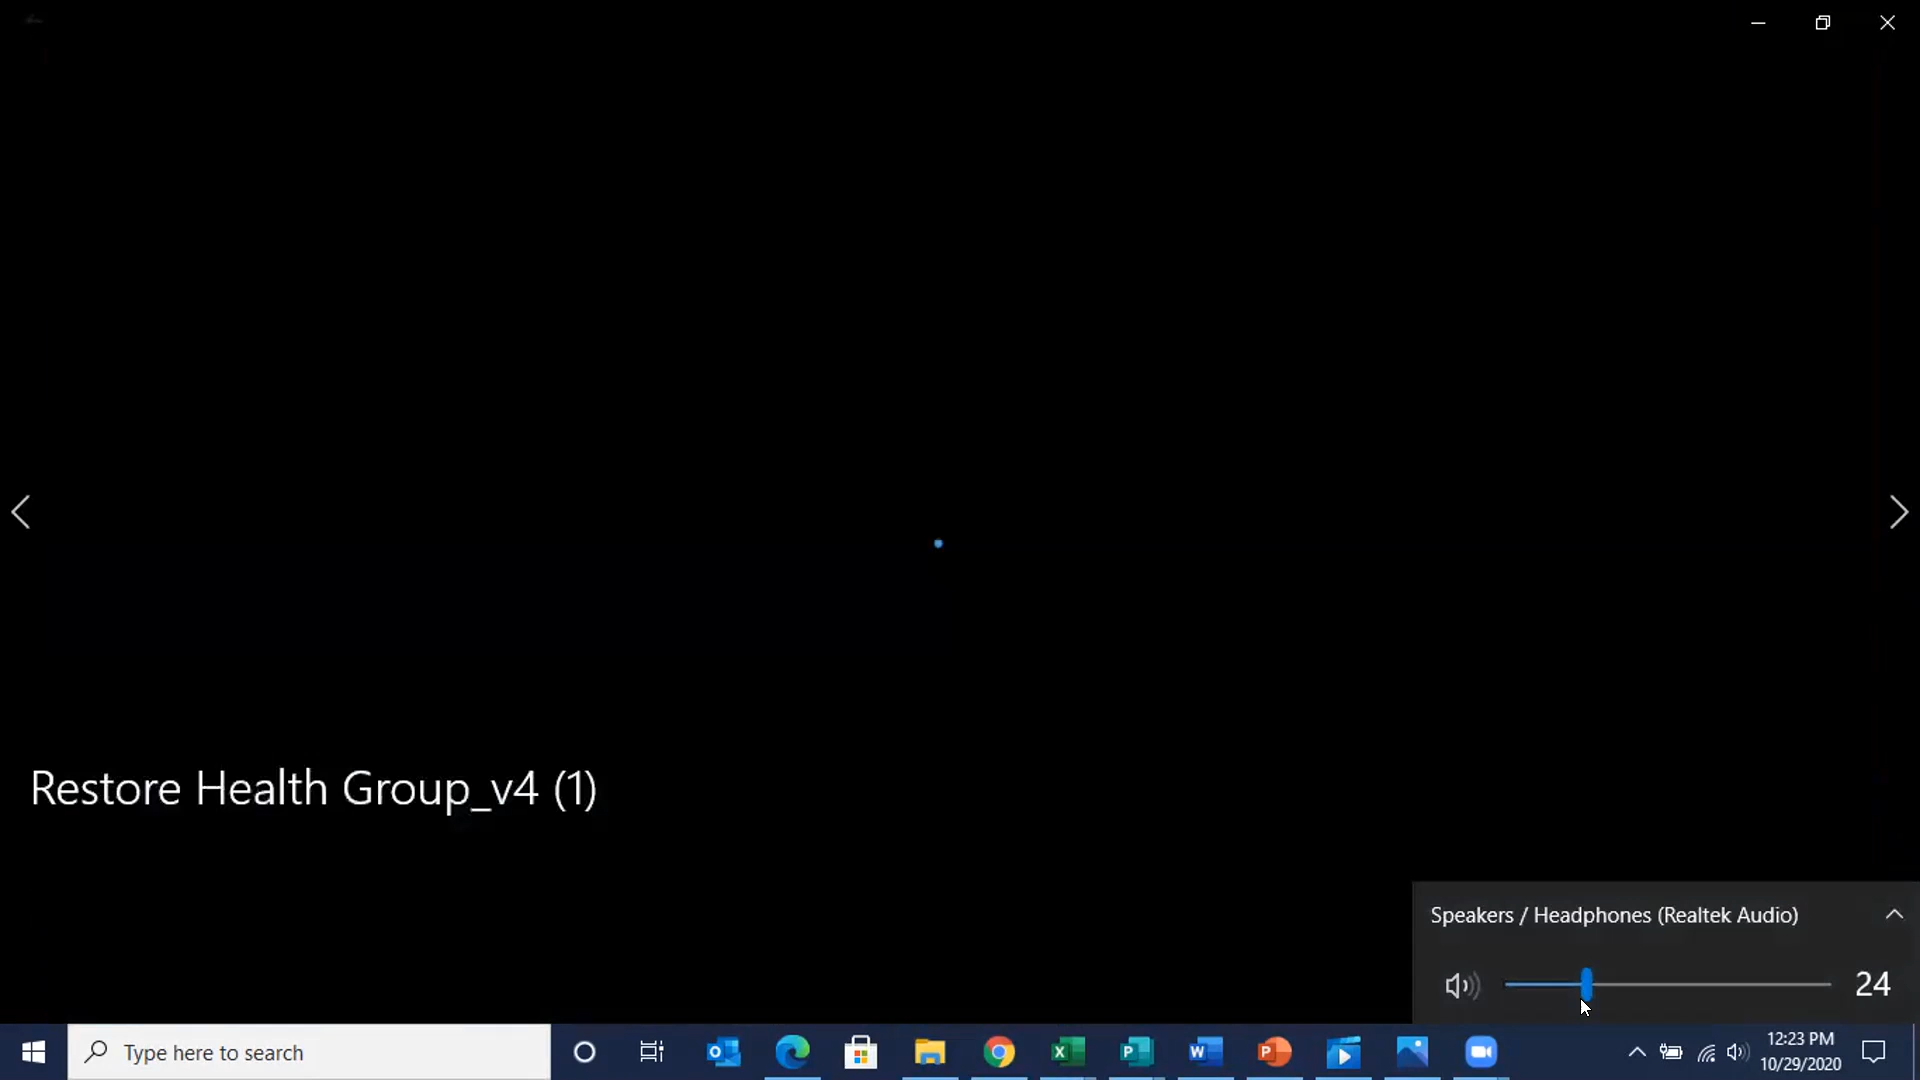 Restore Health Group_v4 (1)
Speakers / Headphones (Realtek Audio)
24
Type here to search
12:23 PM
10/29/2020